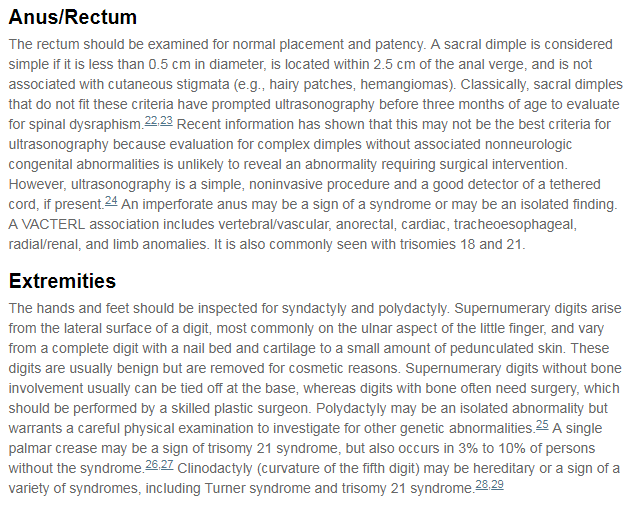 Anus/Rectum
The rectum should be examined for normal placement and patency. A sacral dimple is considered
simple if it is less than 0.5 cm in diameter, is located within 2.5 cm of the anal verge, and is not
associated with cutaneous stigmata (e.g., hairy patches, hemangiomas). Classically, sacral dimples
that do not fit these criteria have prompted ultrasonography before three months of age to evaluate
for spinal dysraphism.22,23 Recent information has shown that this may not be the best criteria for
ultrasonography because evaluation for complex dimples without associated nonneurologic
congenital abnormalities is unlikely to reveal an abnormality requiring surgical intervention.
However, ultrasonography is a simple, noninvasive procedure and a good detector of a tethered
cord, if present.24 An imperforate anus may be a sign of a syndrome or may be an isolated finding.
A VACTERL association includes vertebral/vascular, anorectal, cardiac, tracheoesophageal,
radial/renal, and limb anomalies. It is also commonly seen with trisomies 18 and 21.
Extremities
The hands and feet should be inspected for syndactyly and polydactyly. Supernumerary digits arise
from the lateral surface of a digit, most commonly on the ulnar aspect of the little finger, and vary
from a complete digit with a nail bed and cartilage to a small amount of pedunculated skin. These
digits are usually benign but are removed for cosmetic reasons. Supernumerary digits without bone
involvement usually can be tied off at the base, whereas digits with bone often need surgery, which
should be performed by a skilled plastic surgeon. Polydactyly may be an isolated abnormality but
warrants a careful physical examination to investigate for other genetic abnormalities.25 A single
palmar crease may be a sign of trisomy 21 syndrome, but also occurs in 3% to 10% of persons
without the syndrome.26,27 Clinodactyly (curvature of the fifth digit) may be hereditary or a sign of a
variety of syndromes, including Turner syndrome and trisomy 21 syndrome.28,29